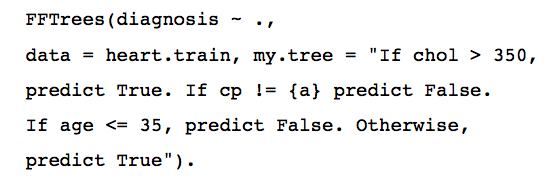 FFTrees(diagnosis ~ .,
data = heart.train, my.tree = "If chol > 350,
predict True. If cp != {a} predict False.
If age <= 35, predict False. Otherwise,
predict True").